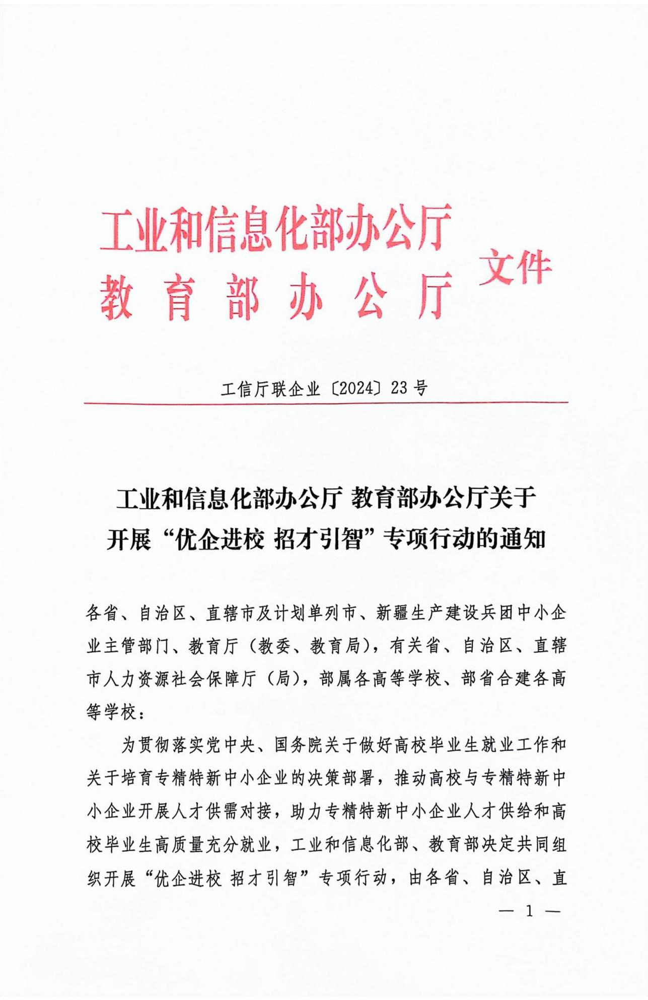 工业和信息化部办公厅
教育部办公厅
文件
工信厅联企业〔2024〕23号
工业和信息化部办公厅 教育部办公厅关于
开展“优企进校 招才引智”专项行动的通知
各省、自治区、直辖市及计划单列市、新疆生产建设兵团中小企
业主管部门、教育厅（教委、教育局），有关省、自治区、直辖
市人力资源社会保障厅（局），部属各高等学校、部省合建各高
等学校：
为贯彻落实党中央、国务院关于做好高校毕业生就业工作和
关于培育专精特新中小企业的决策部署，推动高校与专精特新中
小企业开展人才供需对接，助力专精特新中小企业人才供给和高
校毕业生高质量充分就业，工业和信息化部、教育部决定共同组
织开展“优企进校 招才引智”专项行动，由各省、自治区、直
— 1 —